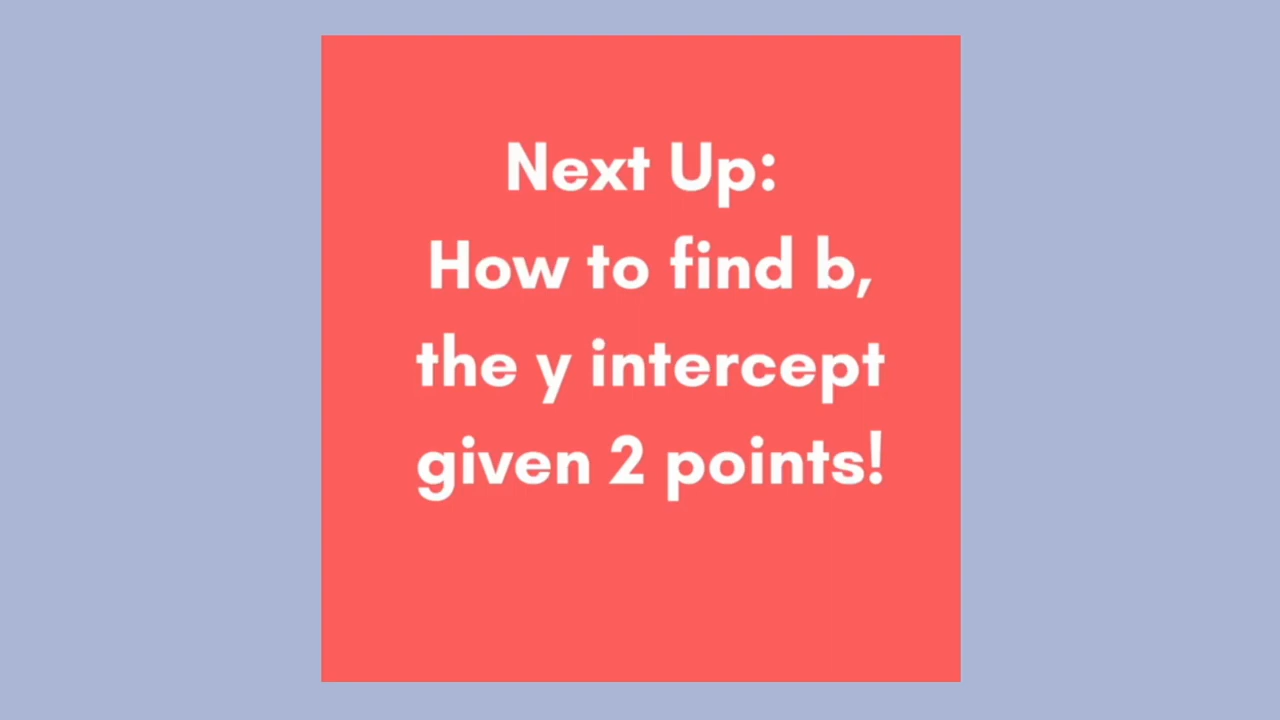 Next Up:
How to find b,
the y intercept
given 2 points!